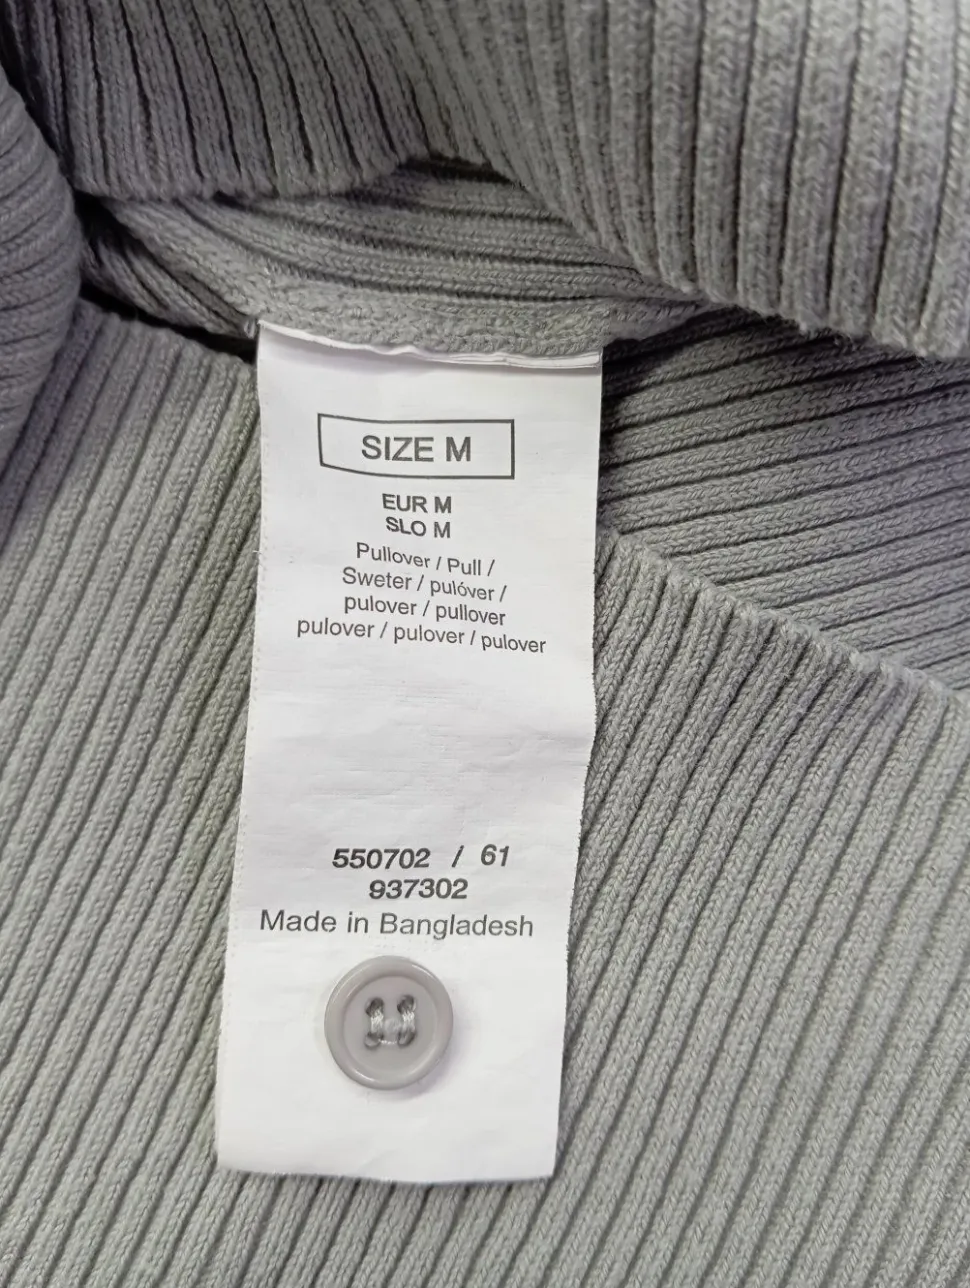 SIZE M
EUR M
SLO M
Pullover / Pull /
Sweter / pulóver /
pulover / pullover
pulover / pulover / pulover
550702 / 61
937302
Made in Bangladesh